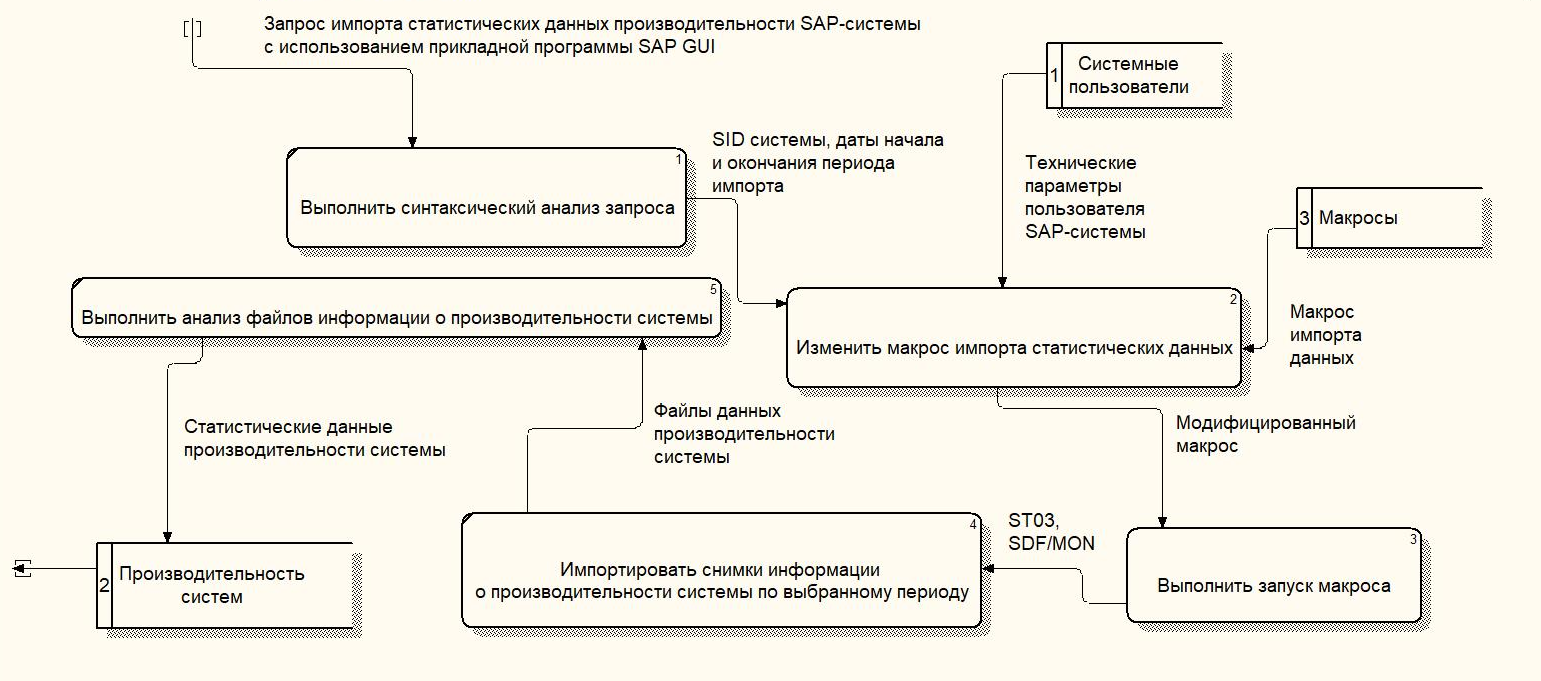 Запрос импорта статистических данных производительности SAP-системы
с использованием прикладной программы SAP GUI
1
Системные
пользователи
SID системы, даты начала
и окончания периода
импорта
1
Выполнить синтаксический анализ запроса
Технические
параметры
пользователя
SAP-системы
3
Макросы
5
Выполнить анализ файлов информации о производительности системы
2
Изменить макрос импорта статистических данных
Макрос
импорта
данных
Статистические данные
производительности системы
Файлы данных
производительности
системы
Модифицированный
макрос
2
Производительность
систем
4
Импортировать снимки информации
о производительности системы по выбранному периоду
ST03,
SDF/MON
3
Выполнить запуск макроса